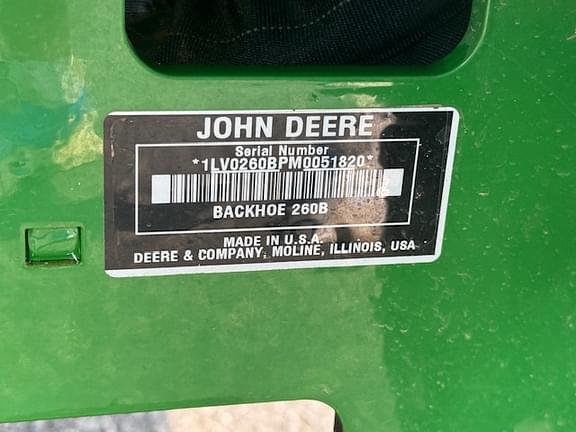 JOHN DEERE
Serial Number
*1LV0260BPM0051820*
BACKHOE 260B
MADE IN U.S.A.
DEERE & COMPANY, MOLINE, ILLINOIS, USA